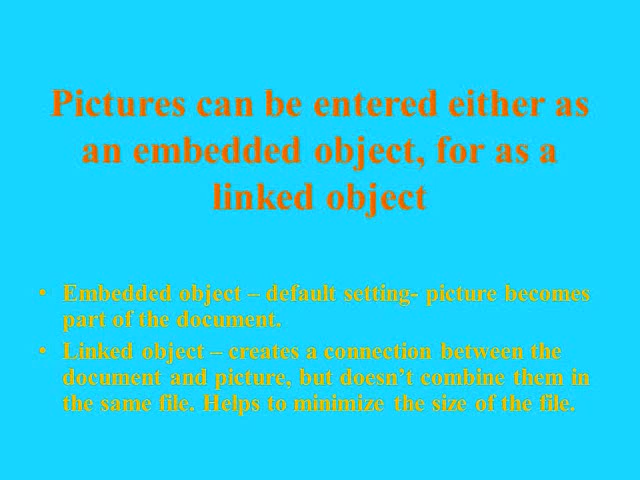 Pictures can be entered either as
an embedded object, for as a
linked object
• Embedded object – default setting- picture becomes
part of the document.
• Linked object – creates a connection between the
document and picture, but doesn’t combine them in
the same file. Helps to minimize the size of the file.